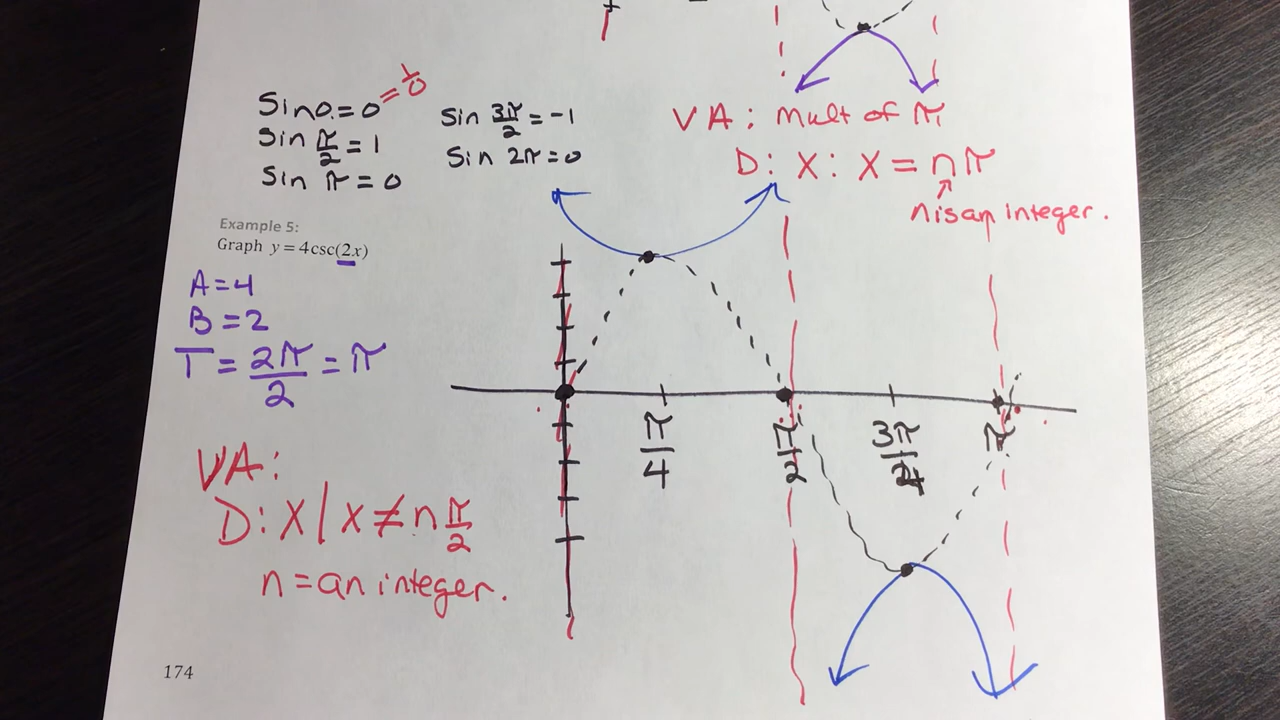 Sin 0 = 0 = 1/0
Sin π/2 = 1
Sin π = 0
Sin 3π/2 = -1
Sin 2π = 0
VA: Mult of π
D: X: X = nπ
n is an integer.
Example 5:
Graph y = 4csc(2x)
A = 4
B = 2
T = 2π/2 = π
π/4
π/2
3π/4
π
VA:
D: X | X ≠ n π/2
n = an integer.
174